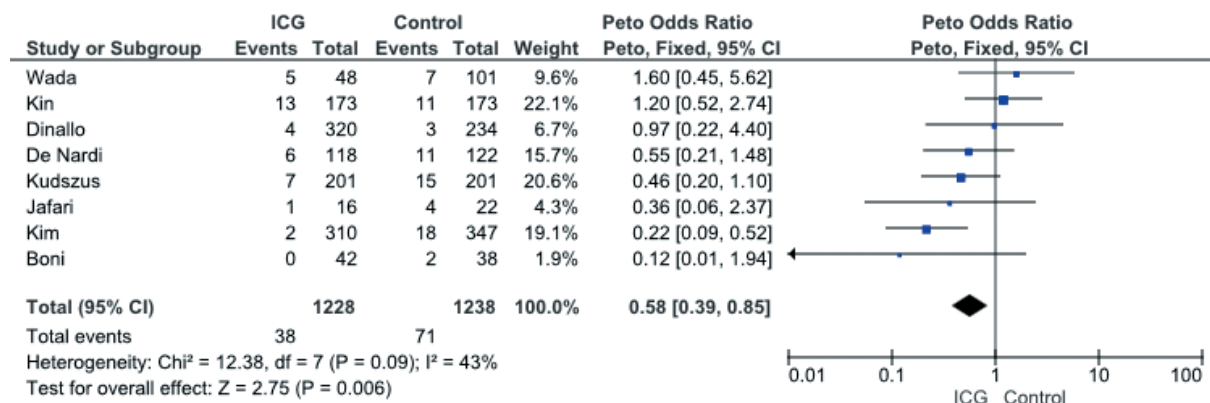 ICG Control Peto Odds Ratio Peto Odds Ratio
Study or Subgroup Events Total Events Total Weight Peto, Fixed, 95% CI Peto, Fixed, 95% CI
Wada 5 48 7 101 9.6% 1.60 [0.45, 5.62]
Kin 13 173 11 173 22.1% 1.20 [0.52, 2.74]
Dinallo 4 320 3 234 6.7% 0.97 [0.22, 4.40]
De Nardi 6 118 11 122 15.7% 0.55 [0.21, 1.48]
Kudszus 7 201 15 201 20.6% 0.46 [0.20, 1.10]
Jafari 1 16 4 22 4.3% 0.36 [0.06, 2.37]
Kim 2 310 18 347 19.1% 0.22 [0.09, 0.52]
Boni 0 42 2 38 1.9% 0.12 [0.01, 1.94]
Total (95% CI) 1228 1238 100.0% 0.58 [0.39, 0.85]
Total events 38 71
Heterogeneity: Chi² = 12.38, df = 7 (P = 0.09); I² = 43%
Test for overall effect: Z = 2.75 (P = 0.006)
0.01 0.1 1 10 100
ICG Control